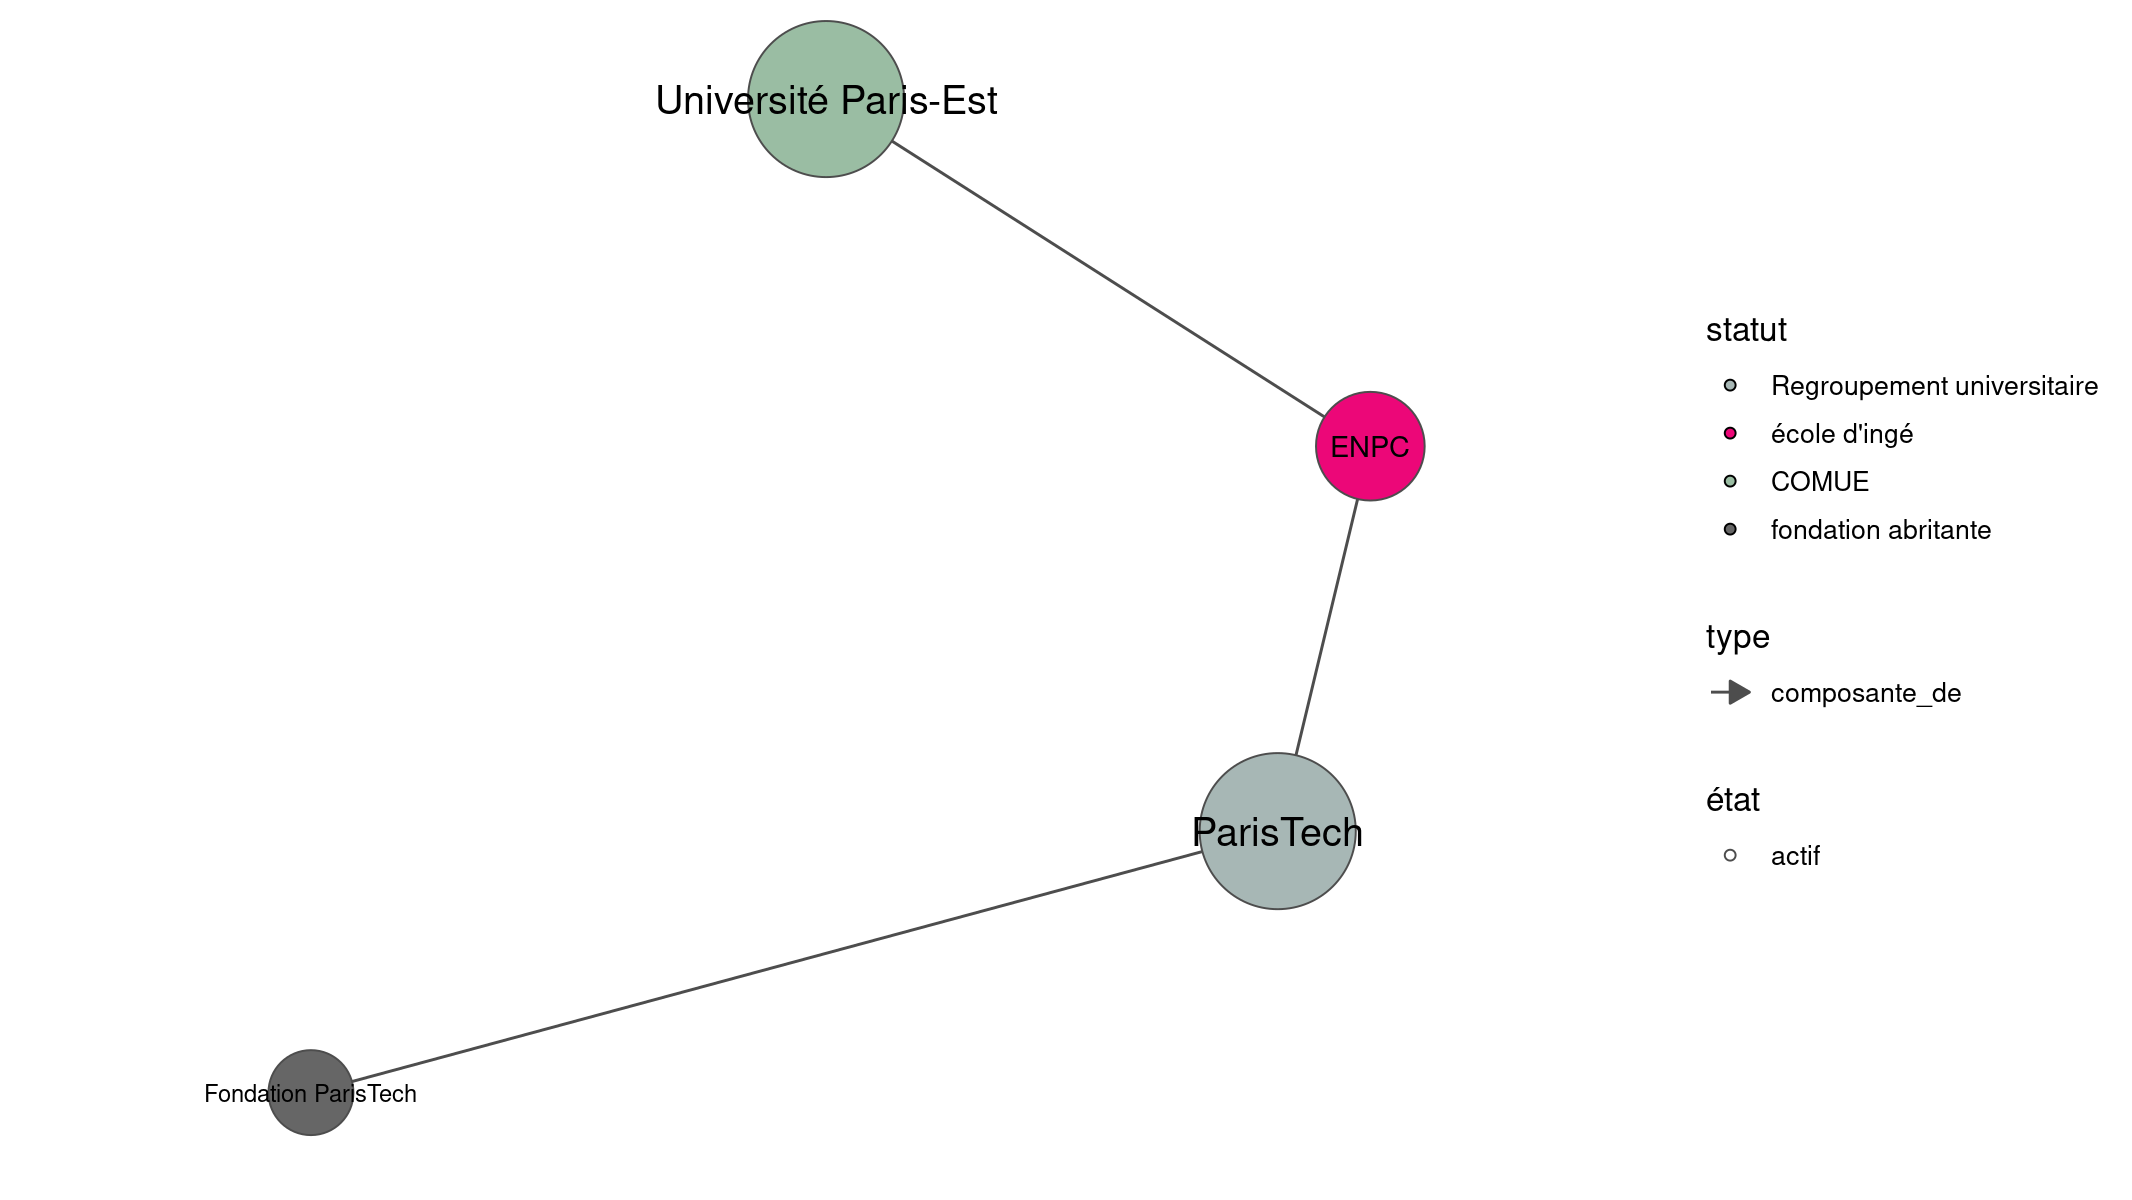 Université Paris-Est
ENPC
ParisTech
Fondation ParisTech
statut
Regroupement universitaire
école d'ingé
COMUE
fondation abritante
type
composante_de
état
actif